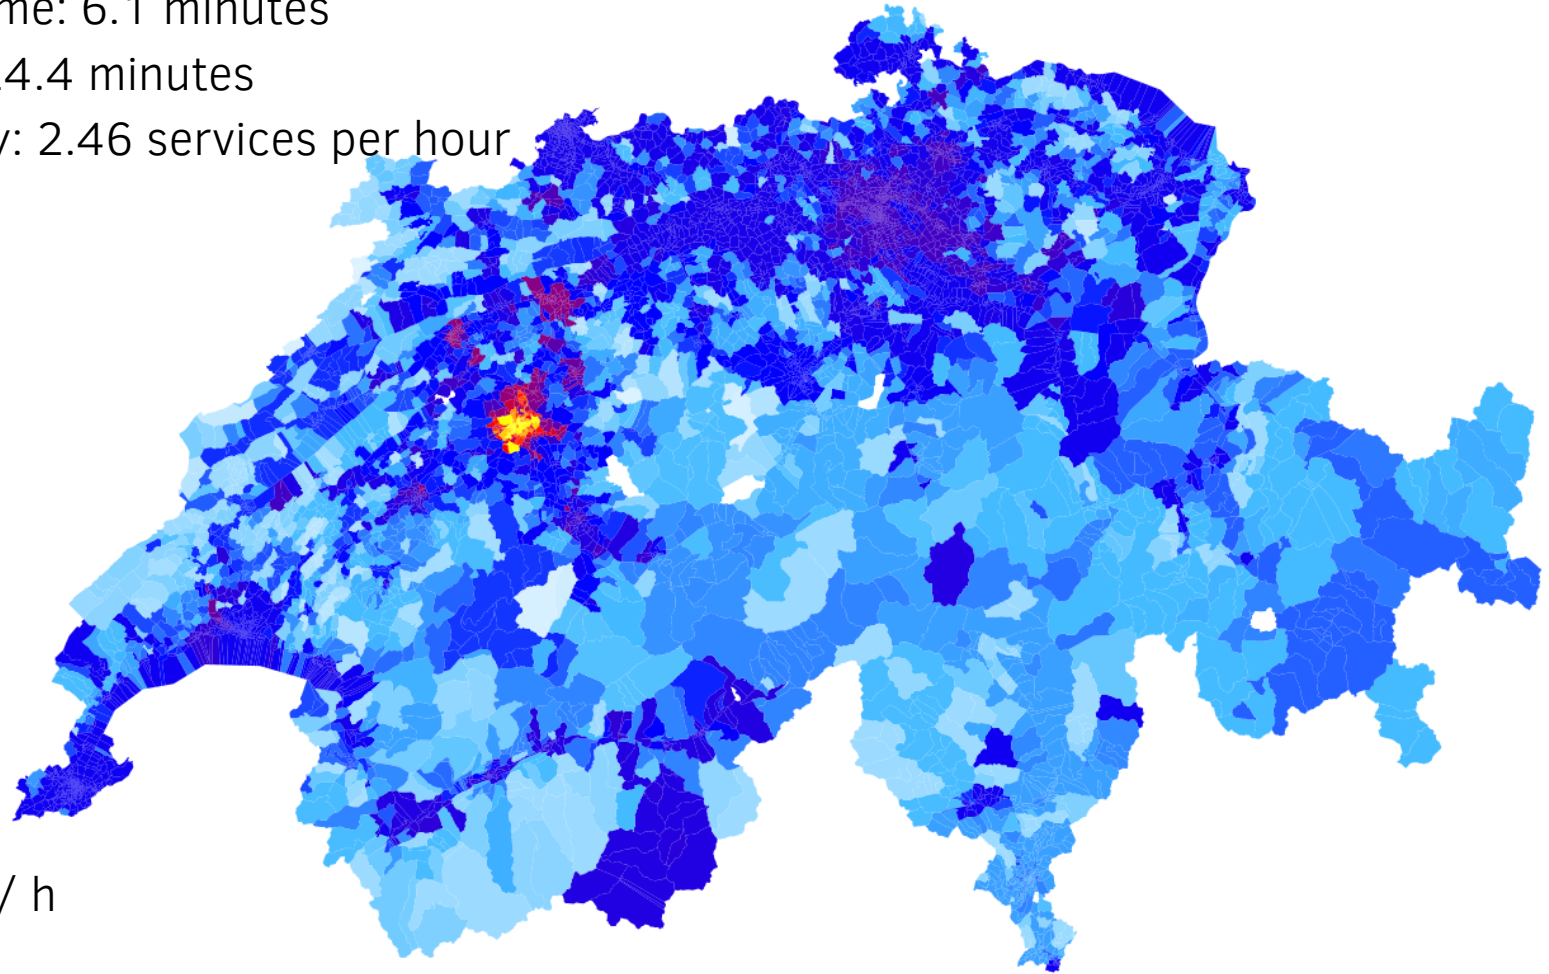 me: 6.1 minutes
4.4 minutes
y: 2.46 services per hour
/ h